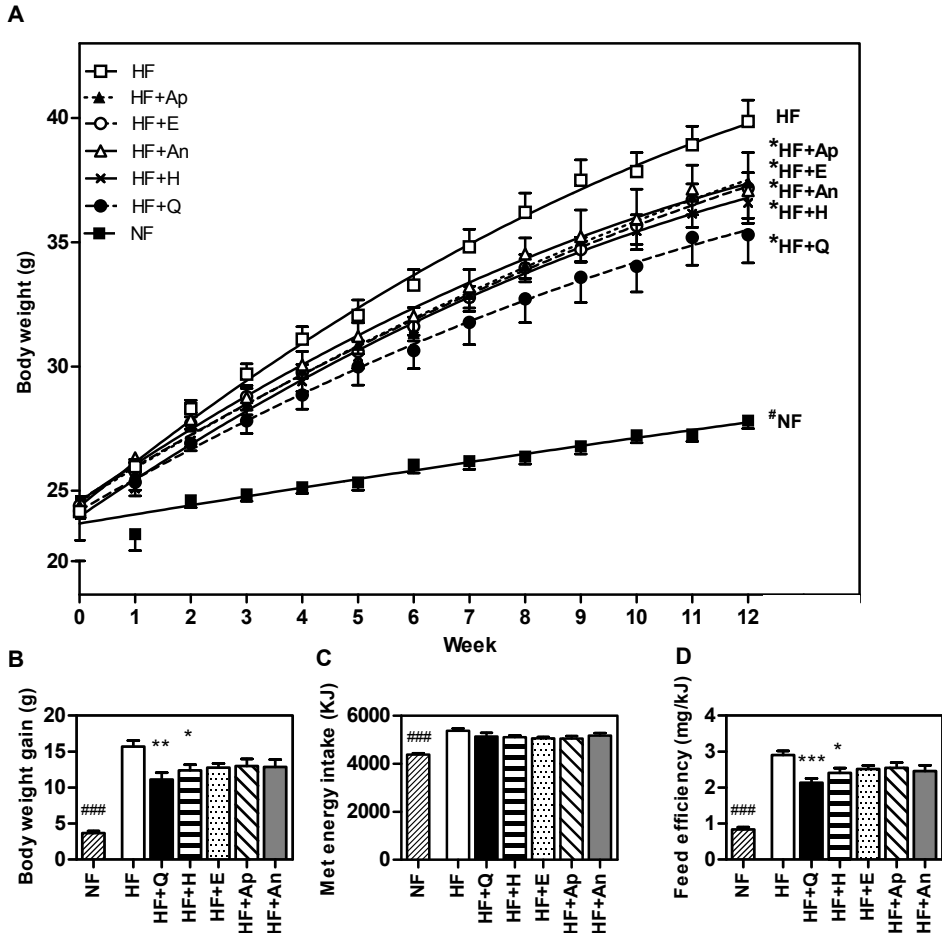 A
HF
HF+Ap
HF+E
HF+An
HF+H
HF+Q
NF
Body weight (g)
40
35
30
25
20
HF
*HF+Ap
*HF+E
*HF+An
*HF+H
*HF+Q
#NF
0 1 2 3 4 5 6 7 8 9 10 11 12
Week
B
Body weight gain (g)
20
15
10
5
0
###
**
*
NF HF HF+Q HF+H HF+E HF+Ap HF+An
C
Met energy intake (KJ)
6000
4000
2000
0
###
NF HF HF+Q HF+H HF+E HF+Ap HF+An
D
Feed efficiency (mg/kJ)
4
3
2
1
0
###
***
*
NF HF HF+Q HF+H HF+E HF+Ap HF+An